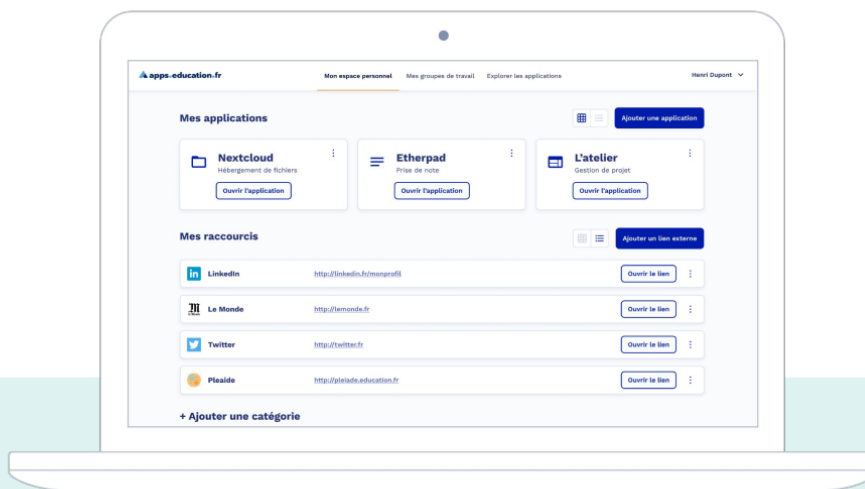 apps.education.fr
Mon espace personnel Mes groupes de travail Explorer les applications Henri Dupont
Mes applications Ajouter une application
Nextcloud Etherpad L'atelier
Hébergement de fichiers Prise de note Gestion de projet
Ouvrir l'application Ouvrir l'application Ouvrir l'application
Mes raccourcis Ajouter un lien externe
in LinkedIn http://linkedin.fr/monprofil Ouvrir le lien
Le Monde http://lemonde.fr Ouvrir le lien
Twitter http://twitter.fr Ouvrir le lien
Pleaide http://pleiade.education.fr Ouvrir le lien
+ Ajouter une catégorie